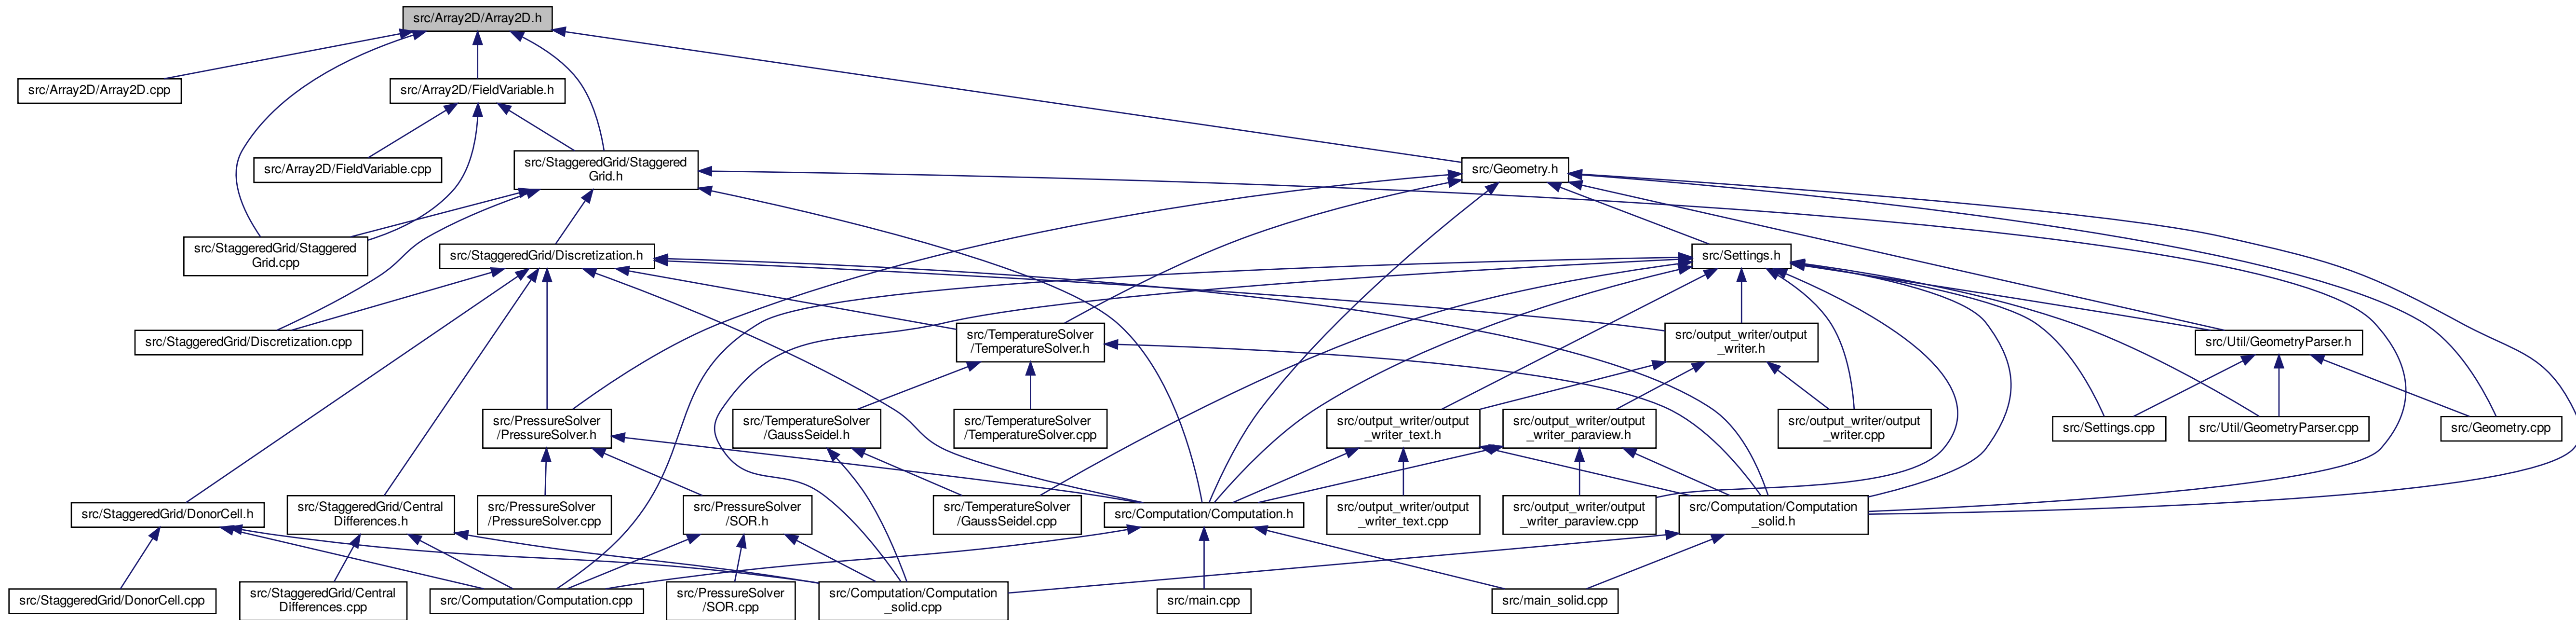 src/Array2D/Array2D.h
src/Array2D/Array2D.cpp
src/Array2D/FieldVariable.h
src/Array2D/FieldVariable.cpp
src/StaggeredGrid/Staggered
Grid.h
src/Geometry.h
src/StaggeredGrid/Staggered
Grid.cpp
src/StaggeredGrid/Discretization.h
src/Settings.h
src/StaggeredGrid/Discretization.cpp
src/TemperatureSolver
/TemperatureSolver.h
src/output_writer/output
_writer.h
src/Util/GeometryParser.h
src/PressureSolver
/PressureSolver.h
src/TemperatureSolver
/GaussSeidel.h
src/TemperatureSolver
/TemperatureSolver.cpp
src/output_writer/output
_writer_text.h
src/output_writer/output
_writer_paraview.h
src/output_writer/output
_writer.cpp
src/Settings.cpp
src/Util/GeometryParser.cpp
src/Geometry.cpp
src/StaggeredGrid/DonorCell.h
src/StaggeredGrid/Central
Differences.h
src/PressureSolver
/PressureSolver.cpp
src/PressureSolver
/SOR.h
src/TemperatureSolver
/GaussSeidel.cpp
src/Computation/Computation.h
src/output_writer/output
_writer_text.cpp
src/output_writer/output
_writer_paraview.cpp
src/Computation/Computation
_solid.h
src/StaggeredGrid/DonorCell.cpp
src/StaggeredGrid/Central
Differences.cpp
src/Computation/Computation.cpp
src/PressureSolver
/SOR.cpp
src/Computation/Computation
_solid.cpp
src/main.cpp
src/main_solid.cpp